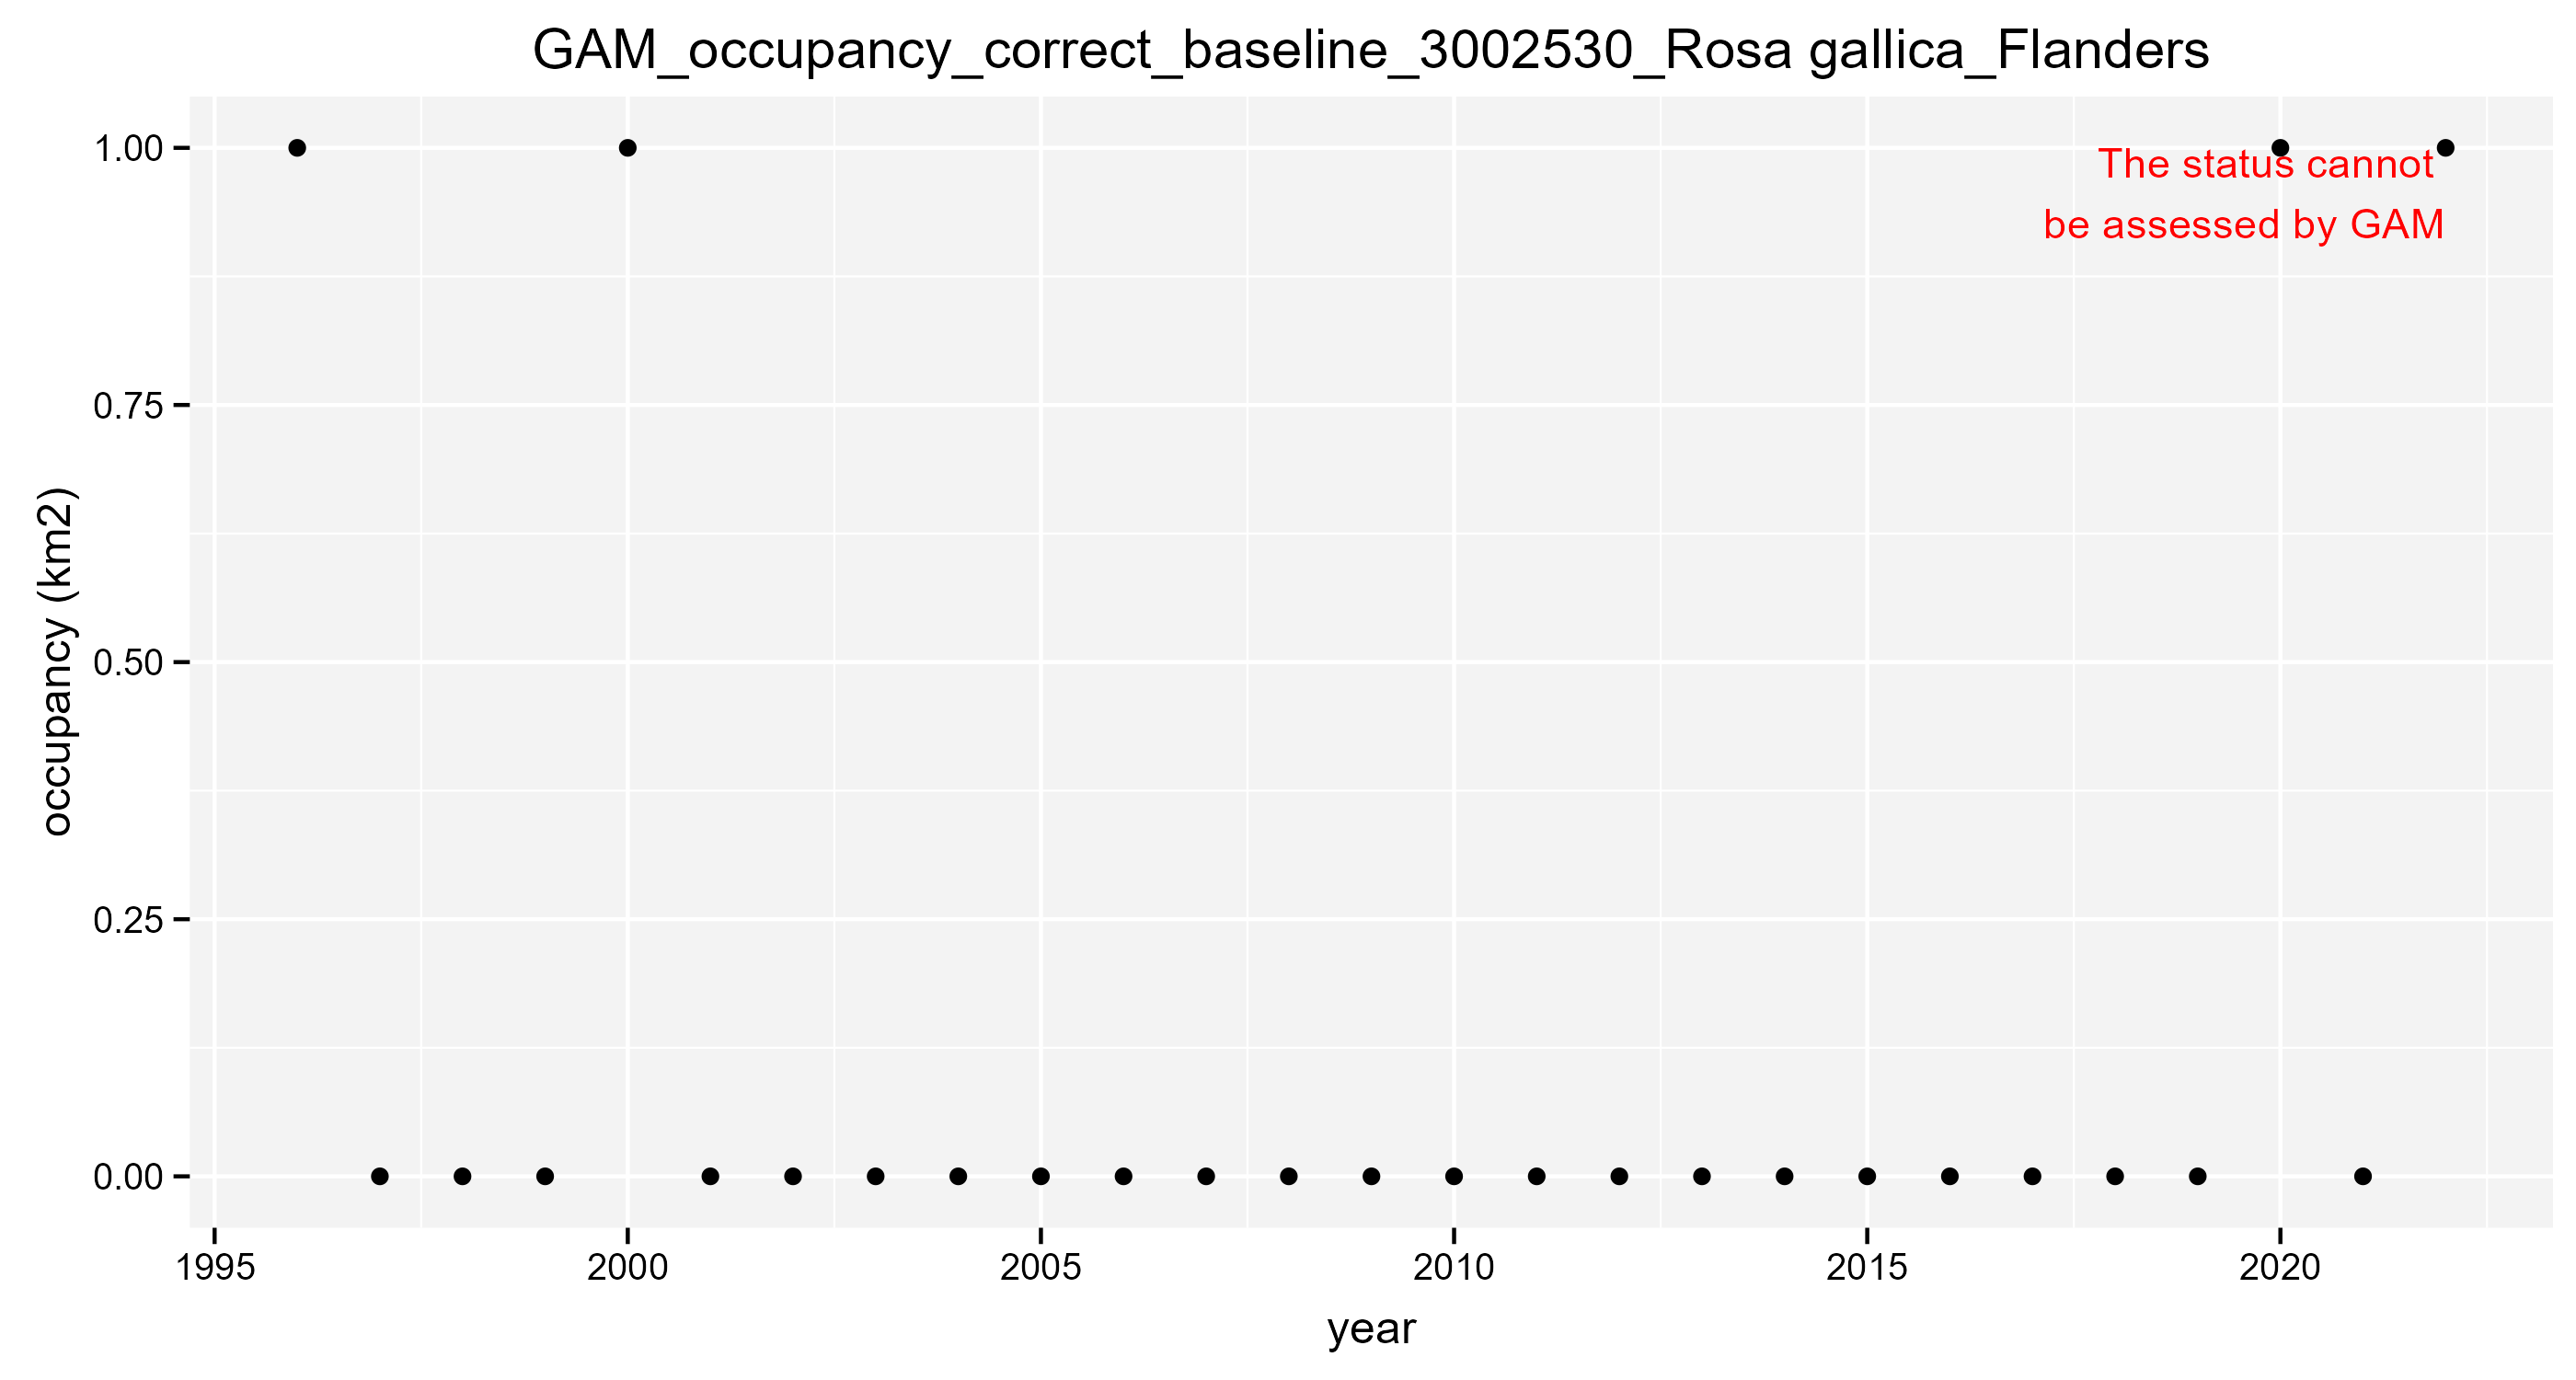 GAM_occupancy_correct_baseline_3002530_Rosa gallica_Flanders
1.00
The status cannot
be assessed by GAM
0.75
occupancy (km2)
0.50
0.25
0.00
1995 2000 2005 2010 2015 2020
year